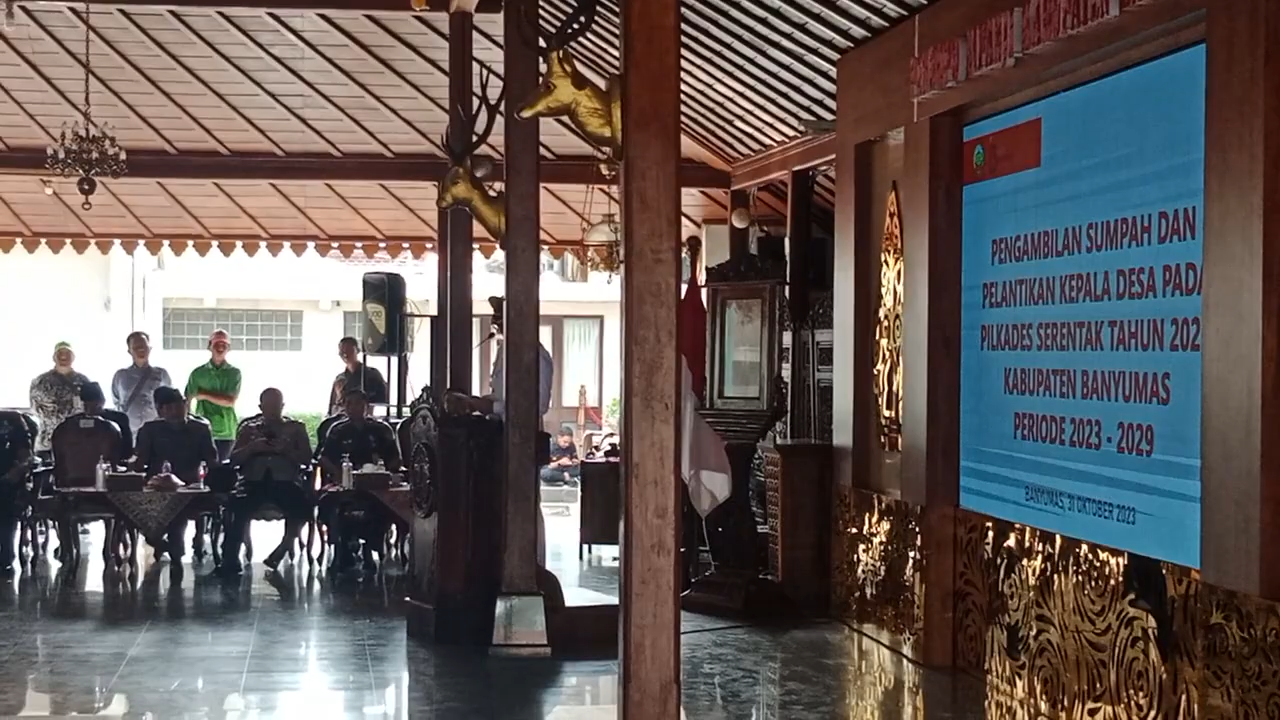 PENGAMBILAN SUMPAH DAN
PELANTIKAN KEPALA DESA PADA
PILKADES SERENTAK TAHUN 202
KABUPATEN BANYUMAS
PERIODE 2023 - 2029
BANYUMAS, 31 OKTOBER 2023